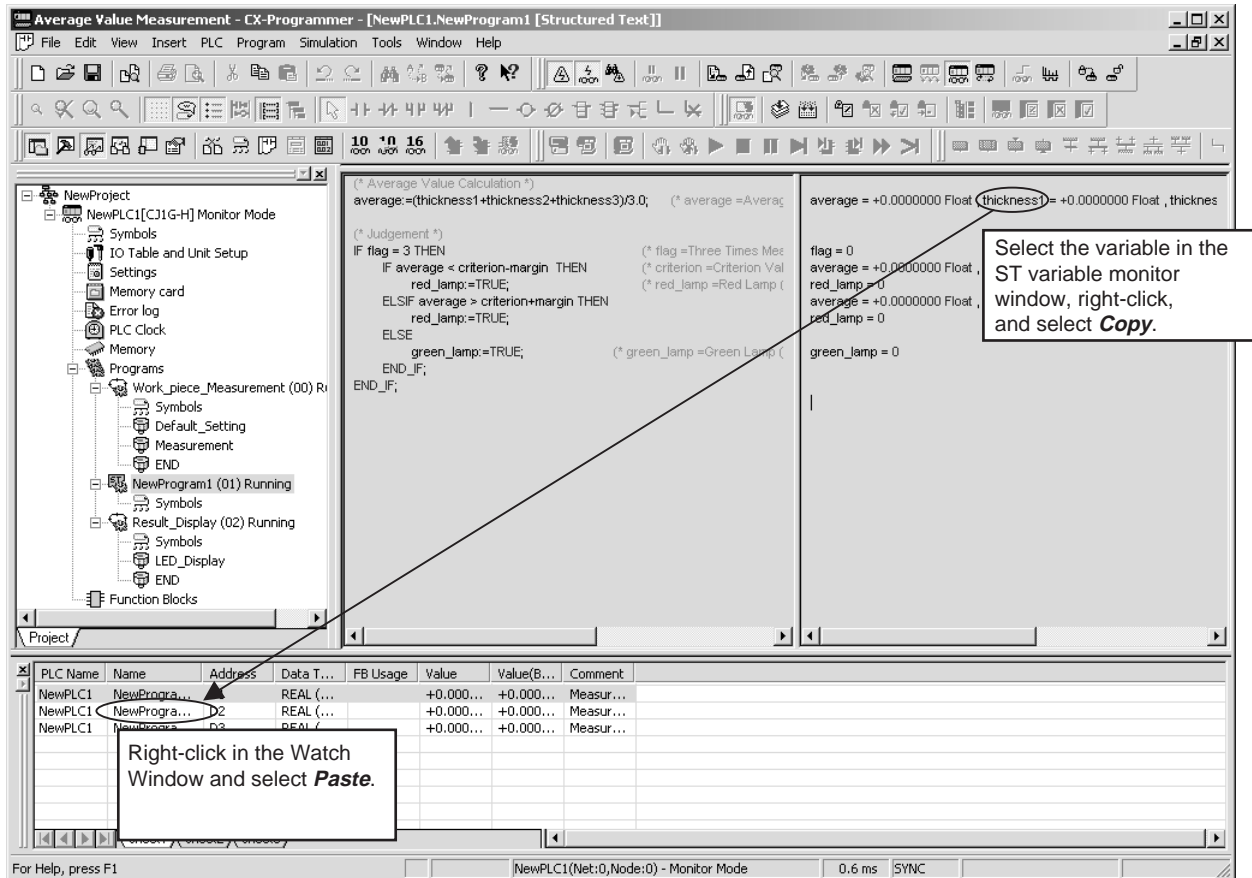 Average Value Measurement - CX-Programmer - [NewPLC1.NewProgram1 [Structured Text]]
File Edit View Insert PLC Program Simulation Tools Window Help
10 10 16
NewProject
NewPLC1[CJ1G-H] Monitor Mode
Symbols
IO Table and Unit Setup
Settings
Memory card
Error log
PLC Clock
Memory
Programs
Work_piece_Measurement (00) Ru
Symbols
Default_Setting
Measurement
END
NewProgram1 (01) Running
Symbols
Result_Display (02) Running
Symbols
LED_Display
END
Function Blocks
Project
(* Average Value Calculation *)
average:=(thickness1+thickness2+thickness3)/3.0; (* average =Averag
(* Judgement *)
IF flag = 3 THEN (* flag =Three Times Mea
IF average < criterion-margin THEN (* criterion =Criterion Val
red_lamp:=TRUE; (* red_lamp =Red Lamp (
ELSIF average > criterion+margin THEN
red_lamp:=TRUE;
ELSE
green_lamp:=TRUE; (* green_lamp =Green Lamp (
END_IF;
END_IF;
average = +0.0000000 Float , thickness1 = +0.0000000 Float , thicknes
flag = 0
average = +0.0000000 Float ,
red_lamp = 0
average = +0.0000000 Float ,
red_lamp = 0
green_lamp = 0
Select the variable in the
ST variable monitor
window, right-click,
and select Copy.
PLC Name Name Address Data T... FB Usage Value Value(B... Comment
NewPLC1 NewProgra... REAL (... +0.000... +0.000... Measur...
NewPLC1 NewProgra... D2 REAL (... +0.000... +0.000... Measur...
NewPLC1 NewProgra... D3 REAL (... +0.000... +0.000... Measur...
Right-click in the Watch
Window and select Paste.
For Help, press F1 NewPLC1(Net:0,Node:0) - Monitor Mode 0.6 ms SYNC